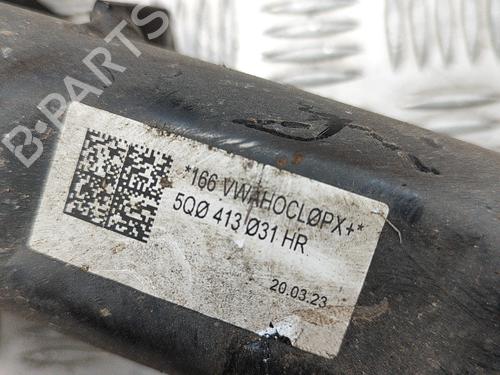 B-PARTS
*166 VWAHOCLØPX+*
5QØ 413 Ø31 HR
20.03.23